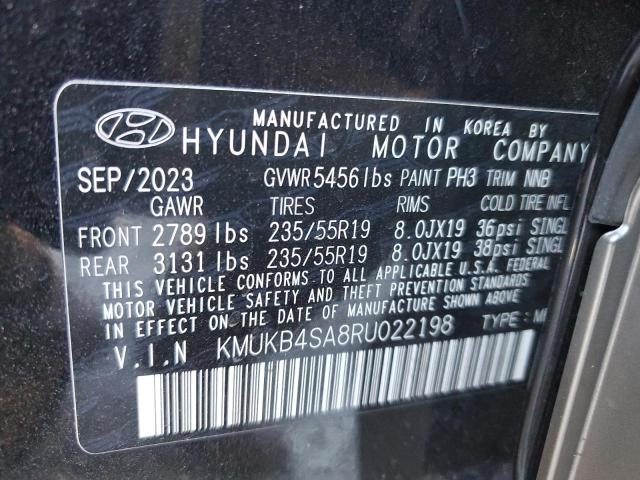 MANUFACTURED IN KOREA BY
HYUNDAI MOTOR COMPANY
SEP/2023 GVWR 5456 lbs PAINT PH3 TRIM NNB
GAWR TIRES RIMS COLD TIRE INFL
FRONT 2789 lbs 235/55R19 8.0JX19 36psi SINGL
REAR 3131 lbs 235/55R19 8.0JX19 38psi SINGL
THIS VEHICLE CONFORMS TO ALL APPLICABLE U.S.A. FEDERAL
MOTOR VEHICLE SAFETY AND THEFT PREVENTION STANDARDS
IN EFFECT ON THE DATE OF MANUFACTURE SHOWN ABOVE.
V.I.N KMUKB4SA8RU022198 TYPE: